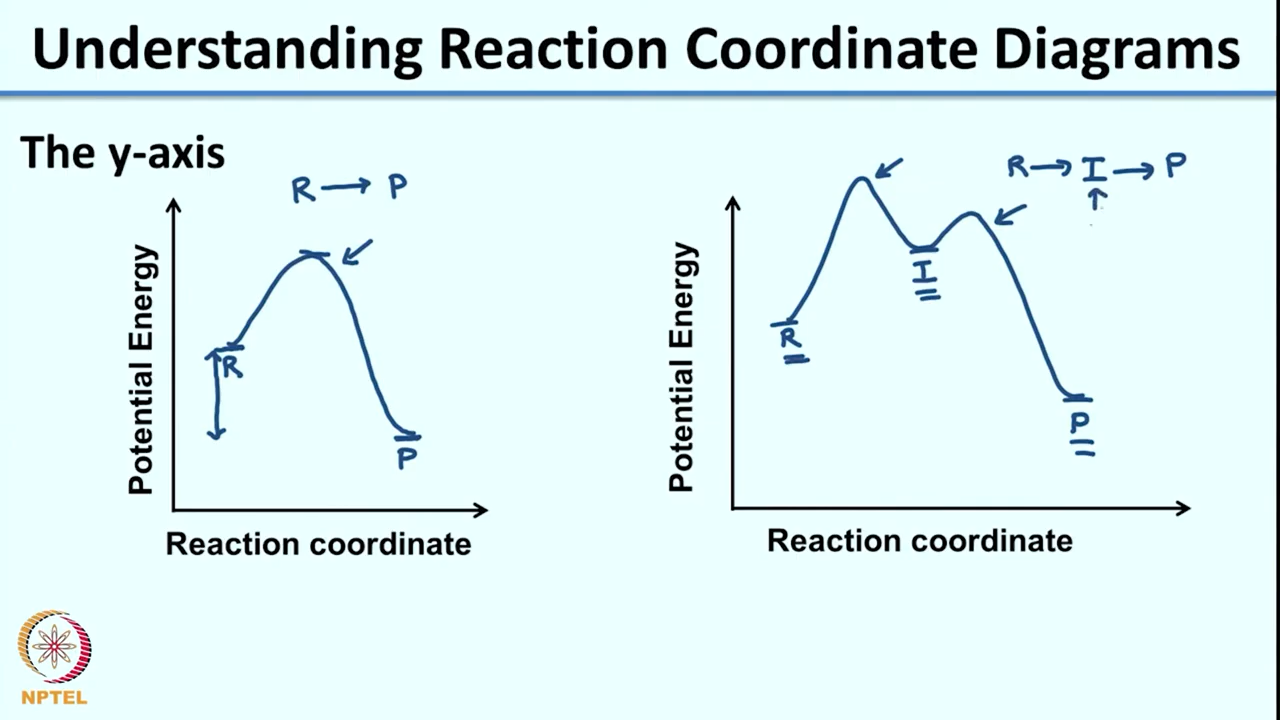 Understanding Reaction Coordinate Diagrams
The y-axis
R → P
Potential Energy
R
P
Reaction coordinate
R → I → P
↑
Potential Energy
I
R
P
Reaction coordinate
NPTEL